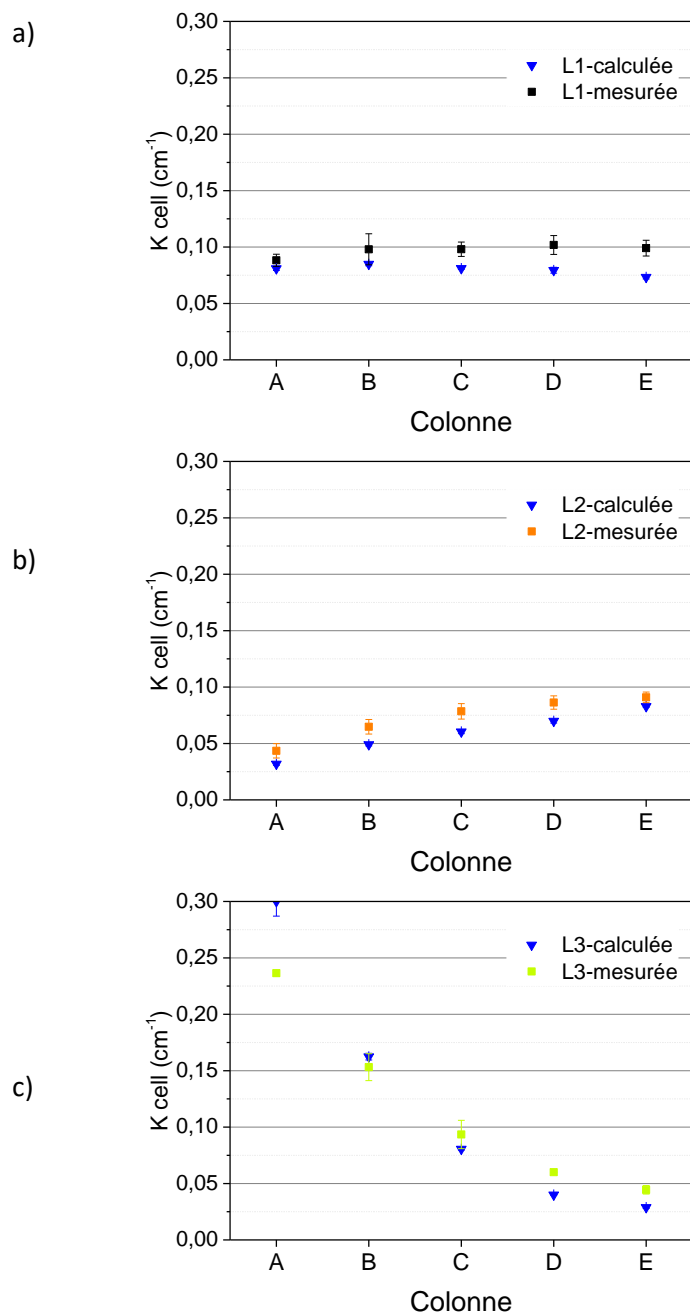 a)
0,30
0,25
0,20
0,15
0,10
0,05
0,00
K cell (cm-1)
L1-calculée
L1-mesurée
A B C D E
Colonne
b)
0,30
0,25
0,20
0,15
0,10
0,05
0,00
K cell (cm-1)
L2-calculée
L2-mesurée
A B C D E
Colonne
c)
0,30
0,25
0,20
0,15
0,10
0,05
0,00
K cell (cm-1)
L3-calculée
L3-mesurée
A B C D E
Colonne